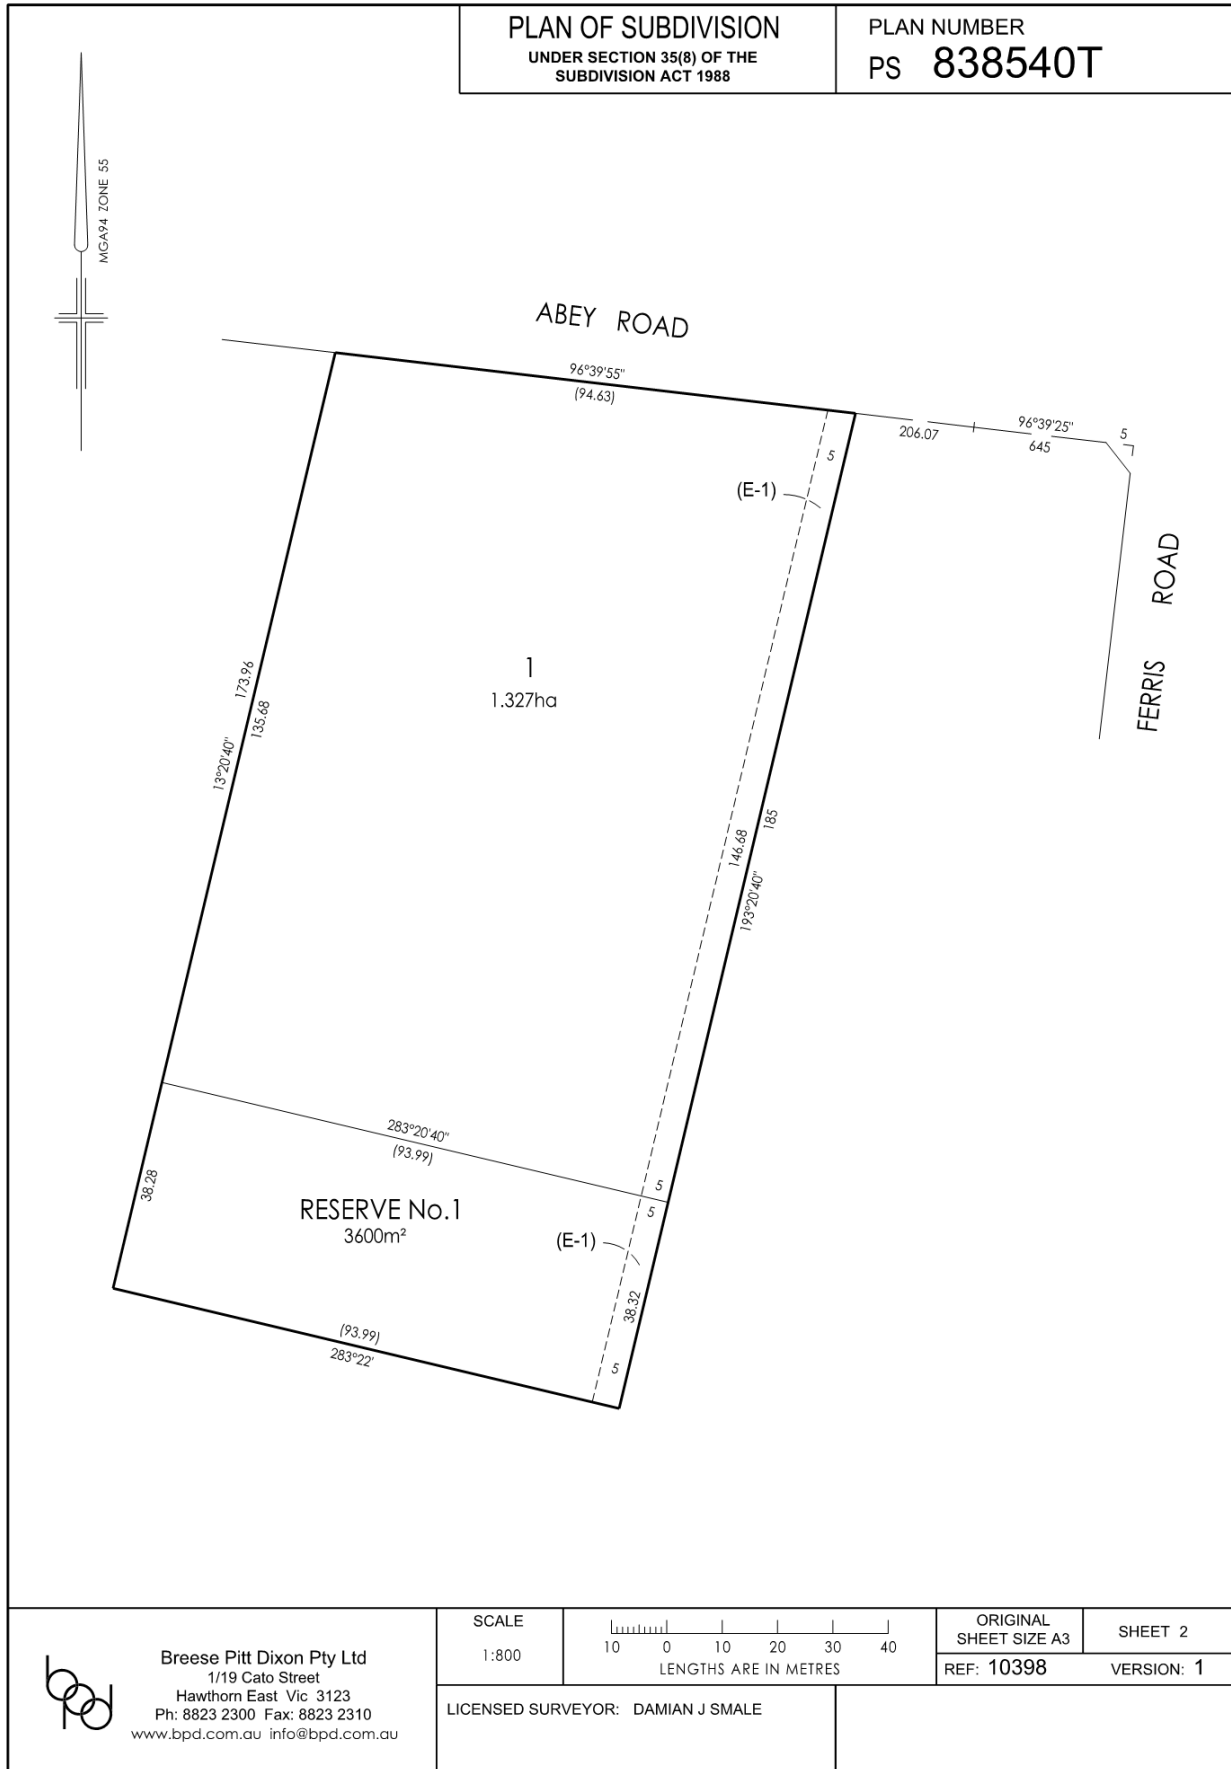 PLAN OF SUBDIVISION
UNDER SECTION 35(8) OF THE
SUBDIVISION ACT 1988
PLAN NUMBER
PS 838540T
MGA94 ZONE 55
ABEY ROAD
96°39'55"
(94.63)
206.07
96°39'25"
645
5
5
(E-1)
FERRIS ROAD
1
1.327ha
173.96
135.68
13°20'40"
185
146.68
193°20'40"
283°20'40"
(93.99)
5
5
38.28
RESERVE No.1
3600m²
(E-1)
38.32
(93.99)
283°22'
5
Breese Pitt Dixon Pty Ltd
1/19 Cato Street
Hawthorn East Vic 3123
Ph: 8823 2300 Fax: 8823 2310
www.bpd.com.au info@bpd.com.au
bpd
SCALE
1:800
10 0 10 20 30 40
LENGTHS ARE IN METRES
ORIGINAL
SHEET SIZE A3
SHEET 2
REF: 10398
VERSION: 1
LICENSED SURVEYOR: DAMIAN J SMALE